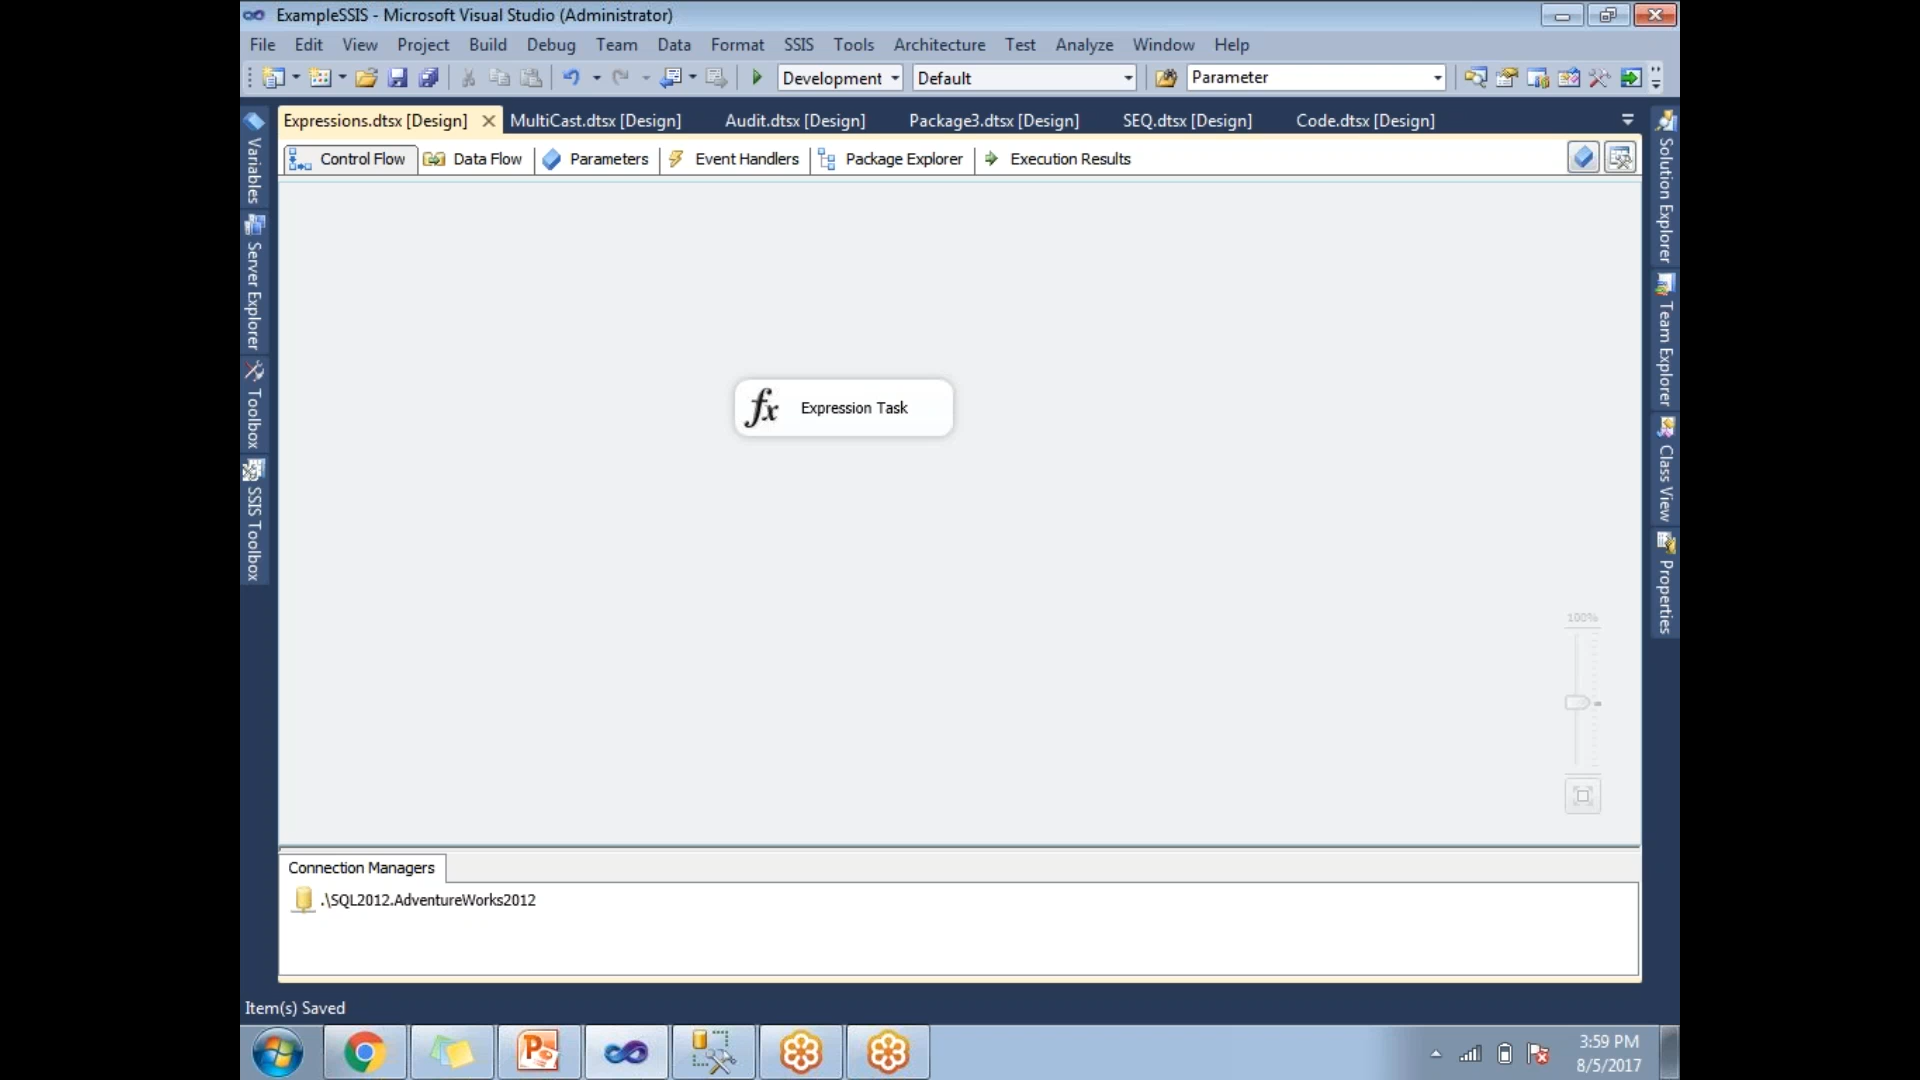 ExampleSSIS - Microsoft Visual Studio (Administrator)
File Edit View Project Build Debug Team Data Format SSIS Tools Architecture Test Analyze Window Help
Development Default Parameter
Expressions.dtsx [Design] MultiCast.dtsx [Design] Audit.dtsx [Design] Package3.dtsx [Design] SEQ.dtsx [Design] Code.dtsx [Design]
Control Flow Data Flow Parameters Event Handlers Package Explorer Execution Results
Variables
Server Explorer
Toolbox
SSIS Toolbox
fx Expression Task
100%
Solution Explorer
Team Explorer
Class View
Properties
Connection Managers
.\SQL2012.AdventureWorks2012
Item(s) Saved
3:59 PM
8/5/2017